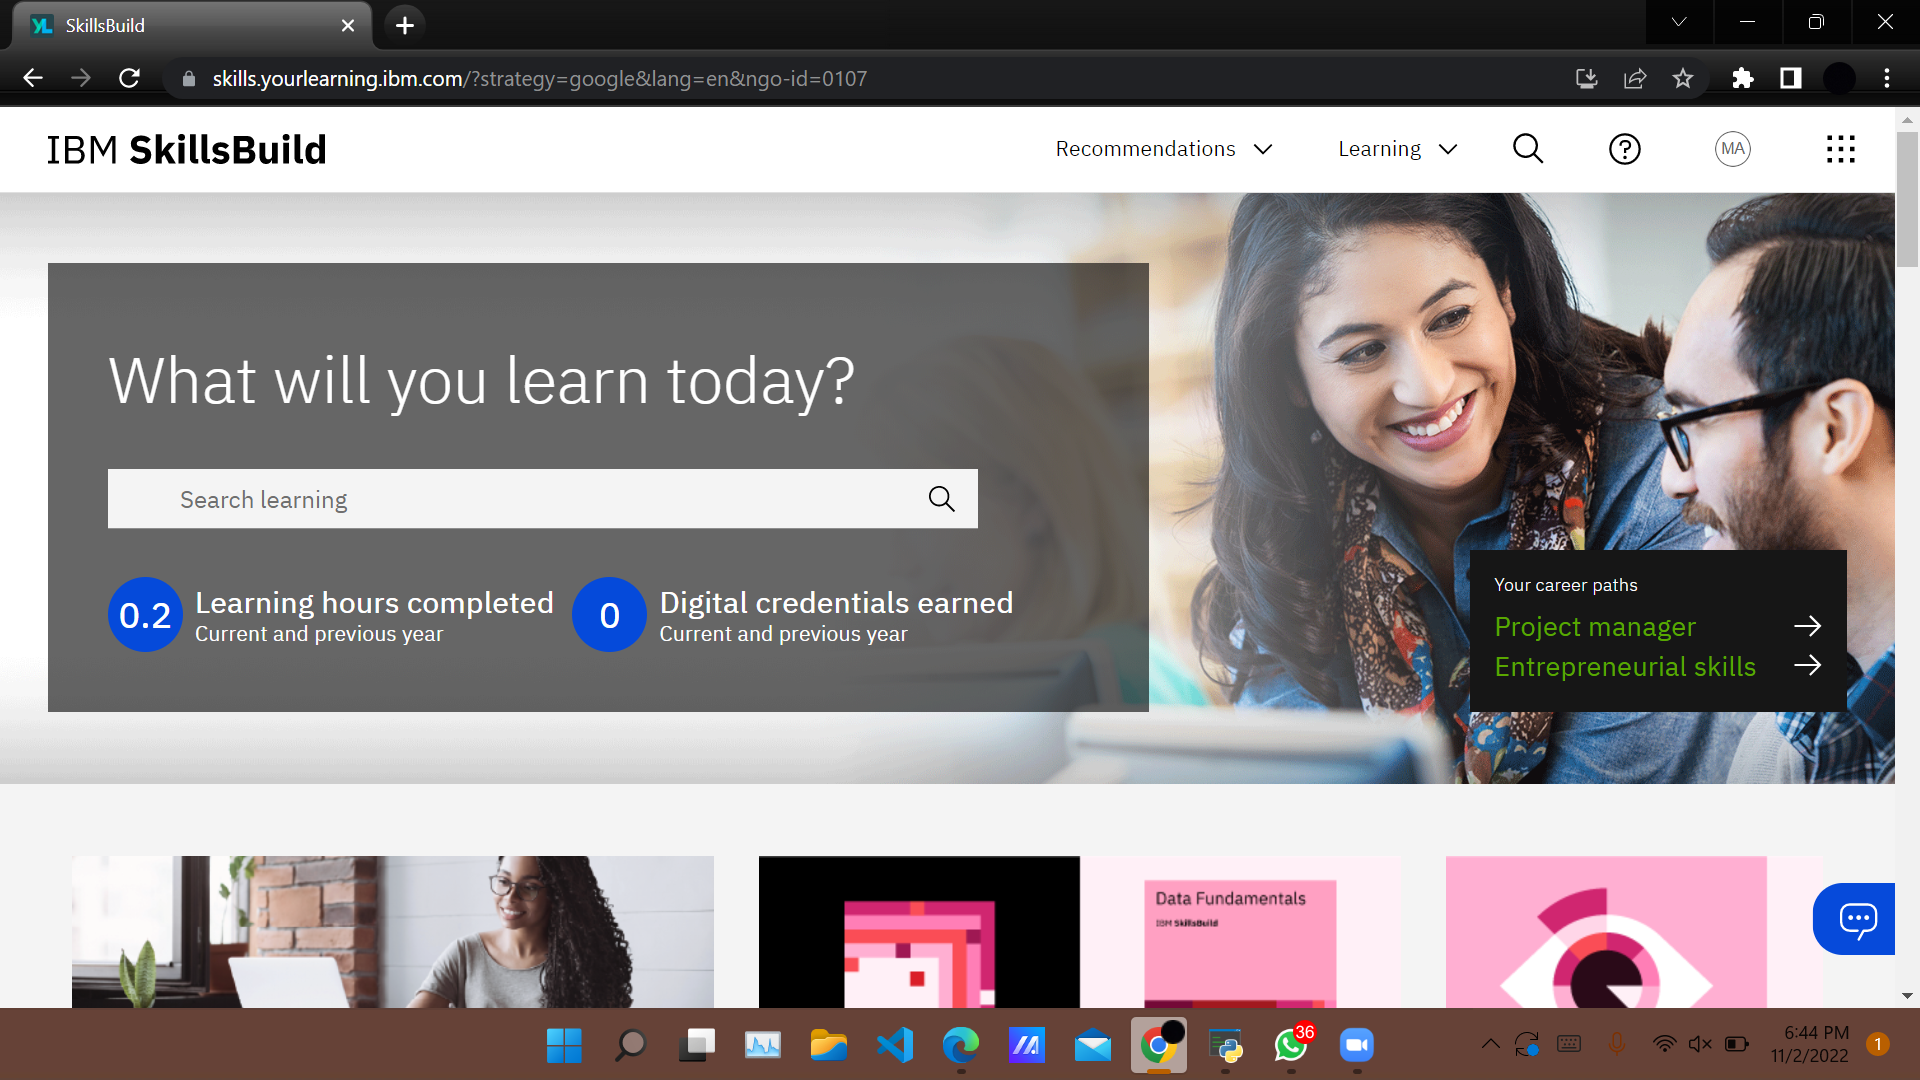 SkillsBuild
skills.yourlearning.ibm.com/?strategy=google&lang=en&ngo-id=0107
IBM SkillsBuild
Recommendations
Learning
MA
What will you learn today?
Search learning
0.2
Learning hours completed
Current and previous year
0
Digital credentials earned
Current and previous year
Your career paths
Project manager
Entrepreneurial skills
Data Fundamentals
IBM SkillsBuild
36
6:44 PM
11/2/2022
1